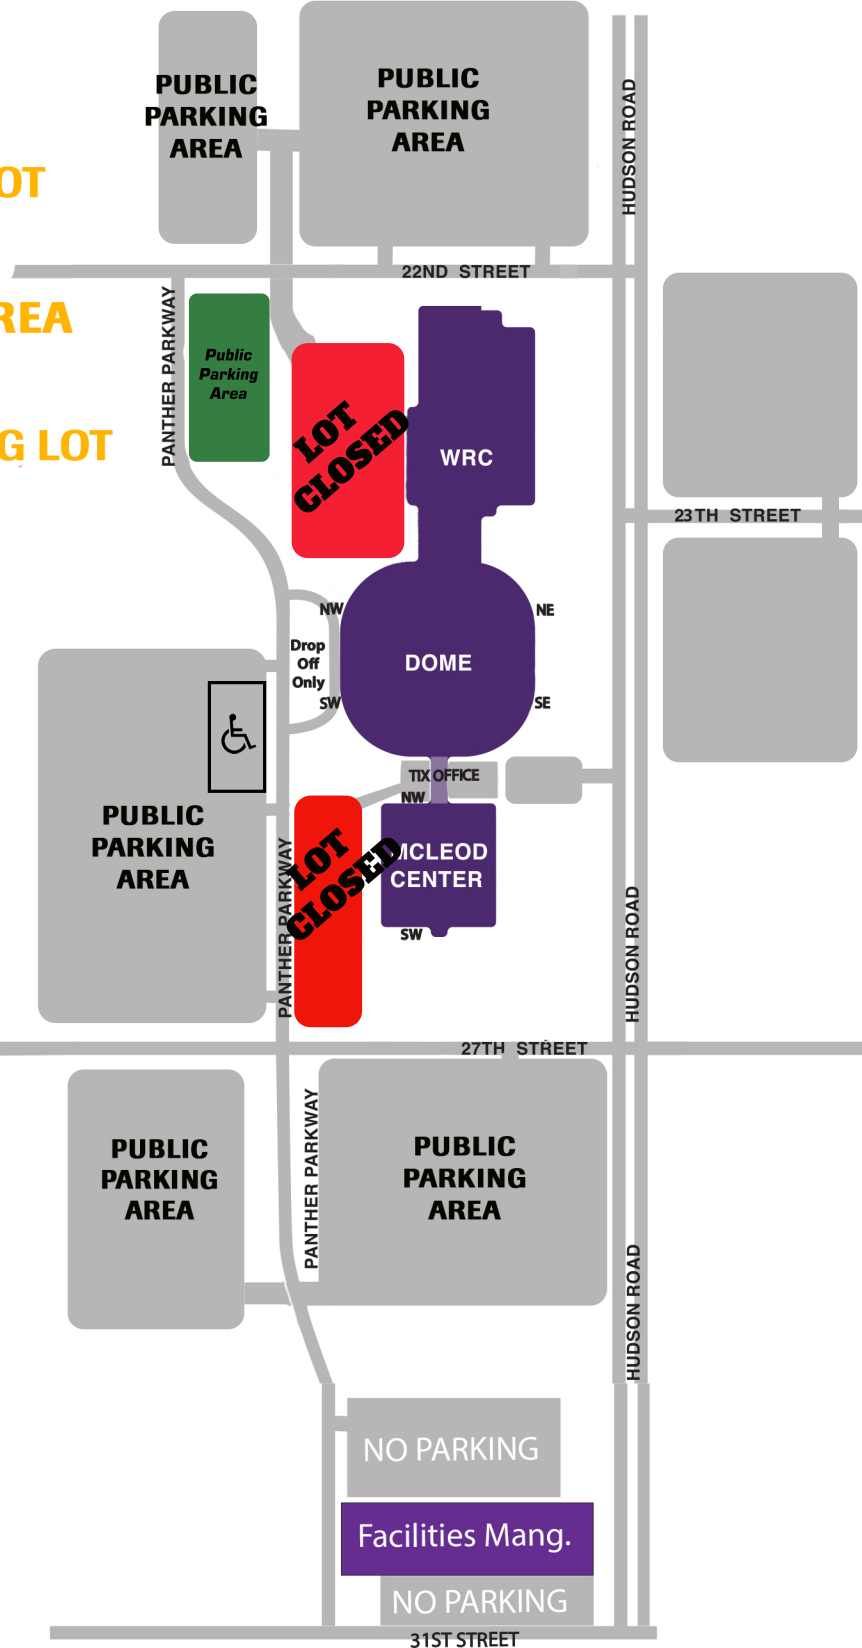 PUBLIC
PARKING
AREA
PUBLIC
PARKING
AREA
HUDSON ROAD
OT
22ND STREET
PANTHER PARKWAY
REA
Public
Parking
Area
LOT
CLOSED
G LOT
WRC
23TH STREET
NW
NE
Drop
Off
Only
DOME
SW
SE
TIX OFFICE
NW
PUBLIC
PARKING
AREA
PANTHER PARKWAY
LOT
CLOSED
MCLEOD
CENTER
SW
HUDSON ROAD
27TH STREET
PANTHER PARKWAY
PUBLIC
PARKING
AREA
PUBLIC
PARKING
AREA
HUDSON ROAD
NO PARKING
Facilities Mang.
NO PARKING
31ST STREET